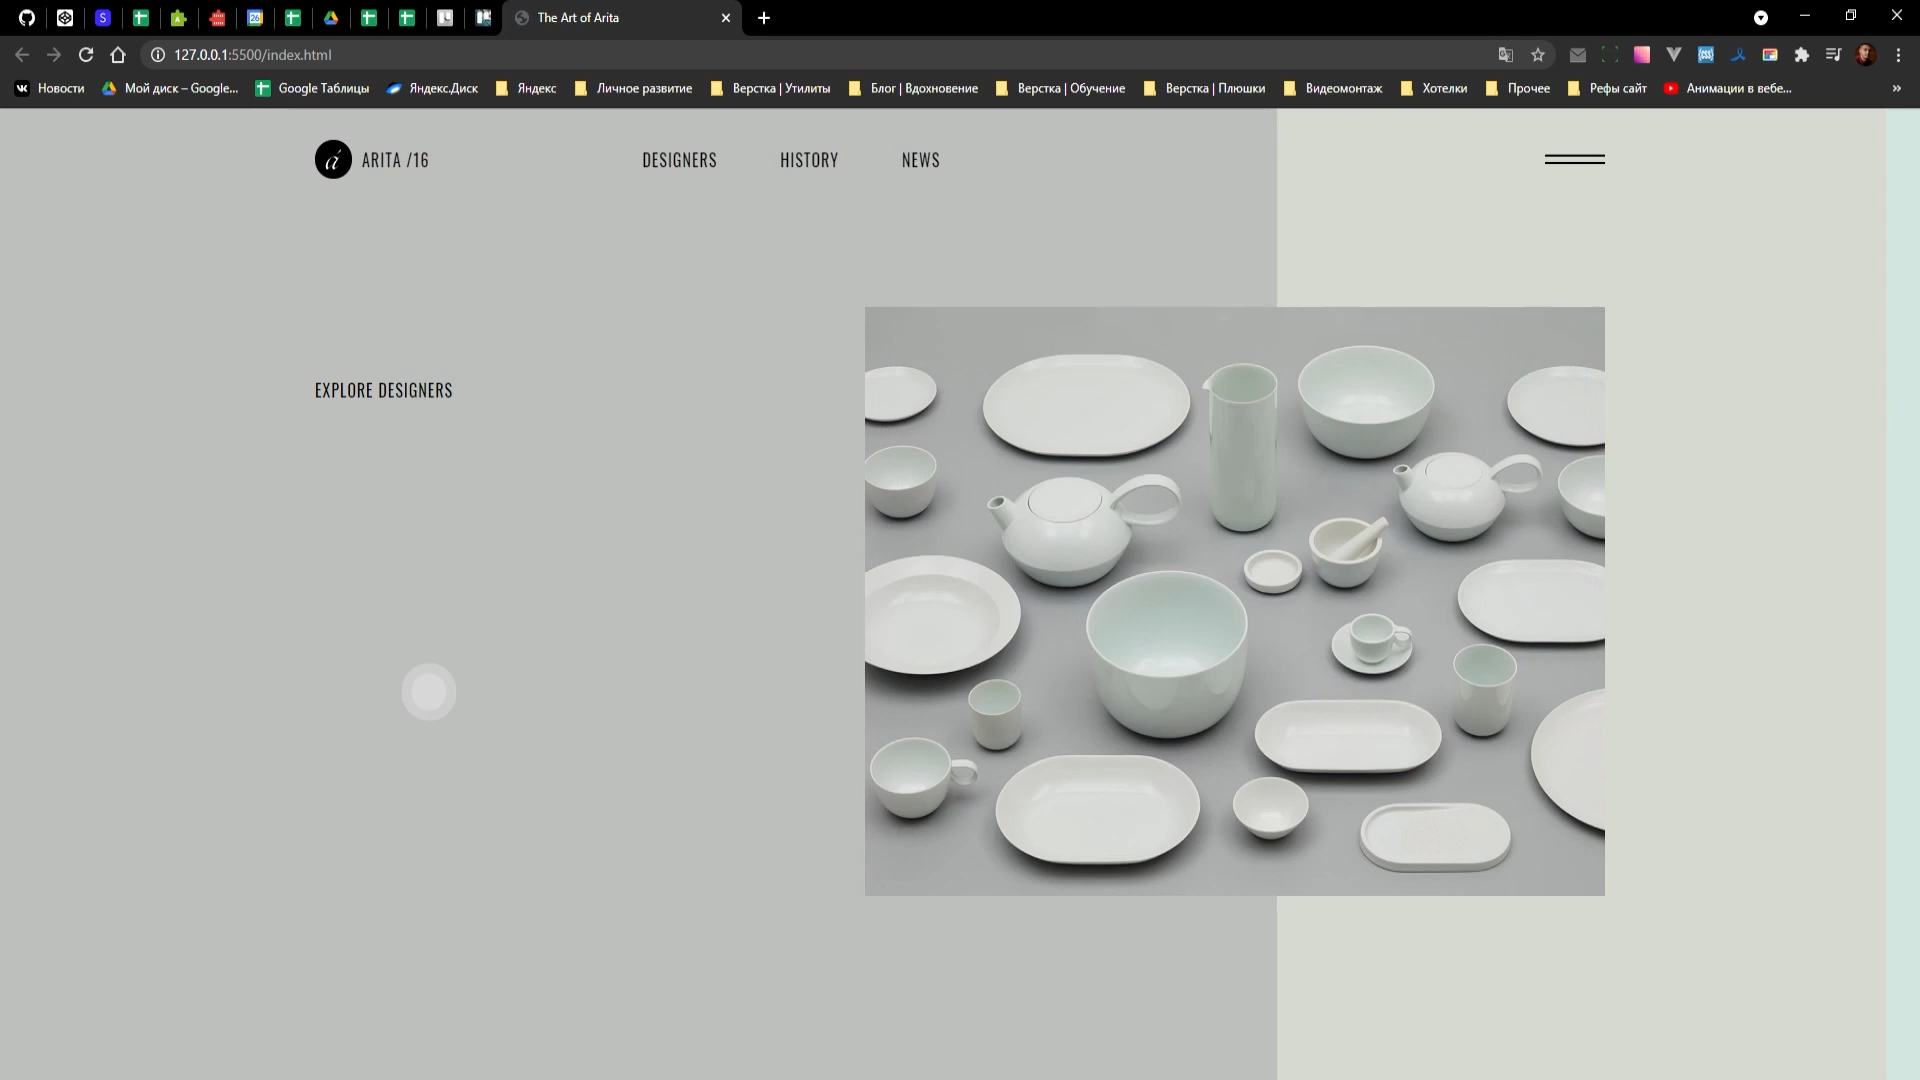 The Art of Arita
127.0.0.1:5500/index.html
Новости
Мой диск – Google...
Google Таблицы
Яндекс.Диск
Яндекс
Личное развитие
Верстка | Утилиты
Блог | Вдохновение
Верстка | Обучение
Верстка | Плюшки
Видеомонтаж
Хотелки
Прочее
Рефы сайт
Анимации в вебе...
á ARITA /16
DESIGNERS
HISTORY
NEWS
EXPLORE DESIGNERS